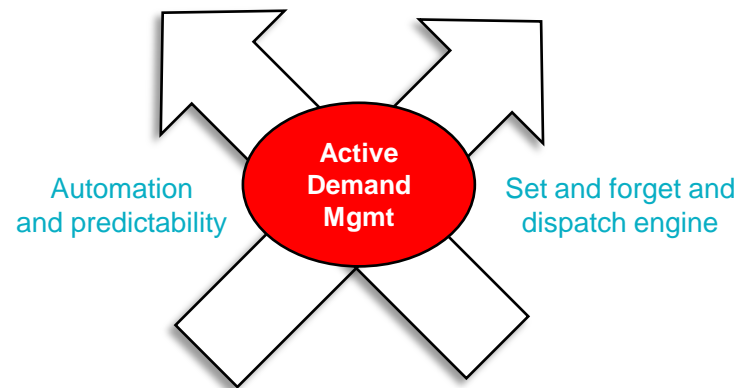 Active
Demand
Mgmt
Automation
and predictability
Set and forget and
dispatch engine